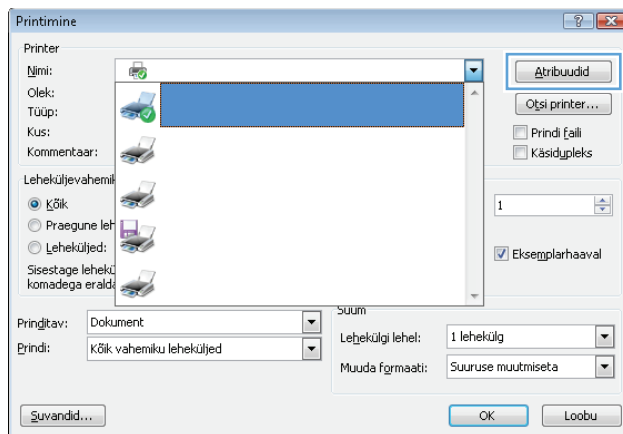 Printimine
Printer
Nimi:
Atribuudid
Olek:
Tüüp:
Otsi printer...
Kus:
Prindi faili
Kommentaar:
Käsidupleks
Leheküljevahemik
Kõik
1
Praegune leh
Leheküljed:
Eksemplarhaaval
Sisestage lehekü
komadega eralda
Suum
Prinditav: Dokument
Lehekülgi lehel: 1 lehekülg
Prindi: Kõik vahemiku leheküljed
Muuda formaati: Suuruse muutmiseta
Suvandid...
OK
Loobu